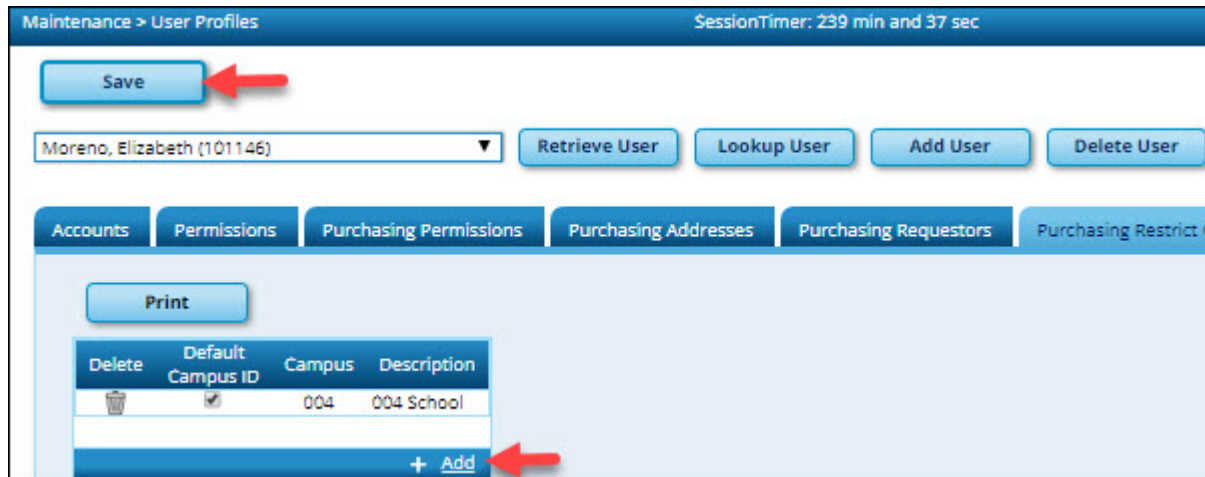 Maintenance > User Profiles SessionTimer: 239 min and 37 sec
Save
Moreno, Elizabeth (101146) Retrieve User Lookup User Add User Delete User
Accounts Permissions Purchasing Permissions Purchasing Addresses Purchasing Requestors Purchasing Restrict
Print
Delete Default Campus ID Campus Description
004 004 School
+ Add